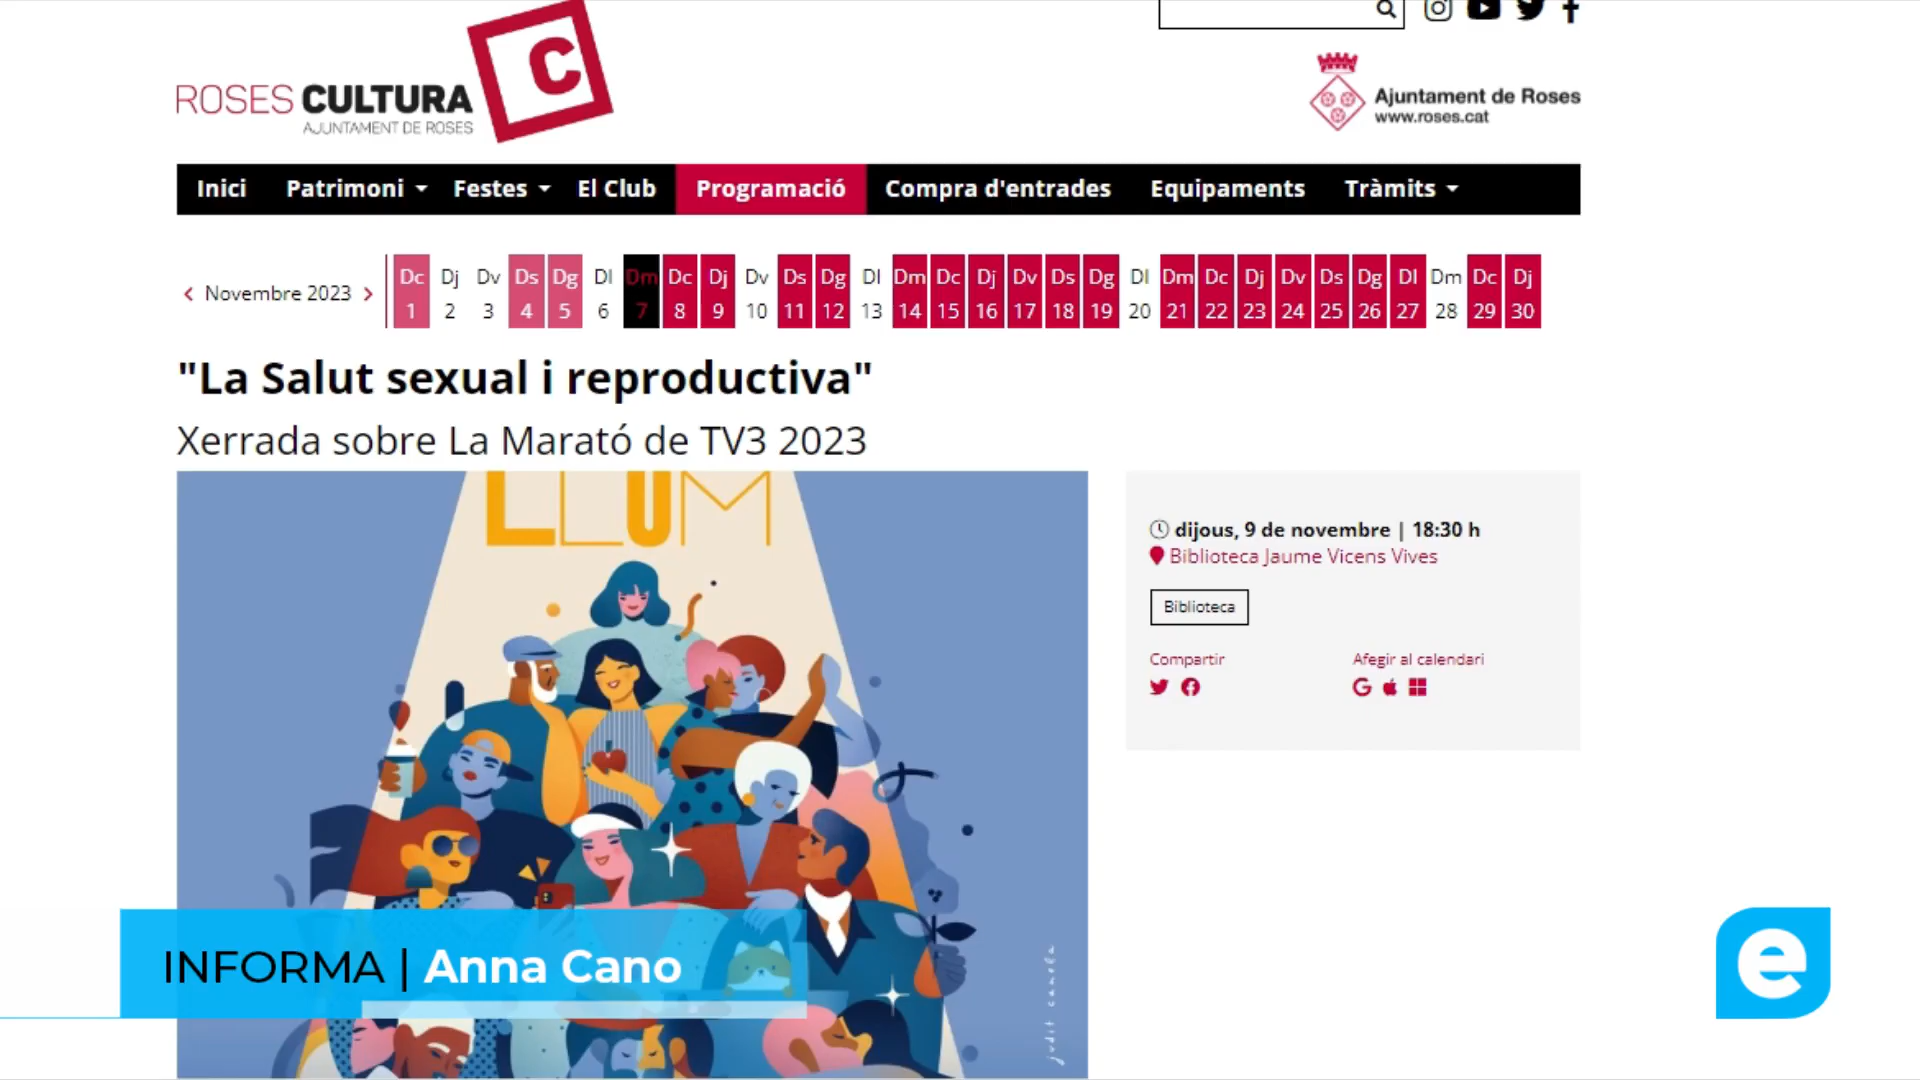 C
ROSES CULTURA
AJUNTAMENT DE ROSES
Ajuntament de Roses
www.roses.cat
Inici Patrimoni Festes El Club Programació Compra d'entrades Equipaments Tràmits
Dc Dj Dv Ds Dg Dl Dm Dc Dj Dv Ds Dg Dl Dm Dc Dj Dv Ds Dg Dl Dm Dc Dj Dv Ds Dg Dl Dm Dc Dj
Novembre 2023
1 2 3 4 5 6 7 8 9 10 11 12 13 14 15 16 17 18 19 20 21 22 23 24 25 26 27 28 29 30
"La Salut sexual i reproductiva"
Xerrada sobre La Marató de TV3 2023
LLUM
dijous, 9 de novembre | 18:30 h
Biblioteca Jaume Vicens Vives
Biblioteca
Compartir Afegir al calendari
INFORMA | Anna Cano
judit canela
e